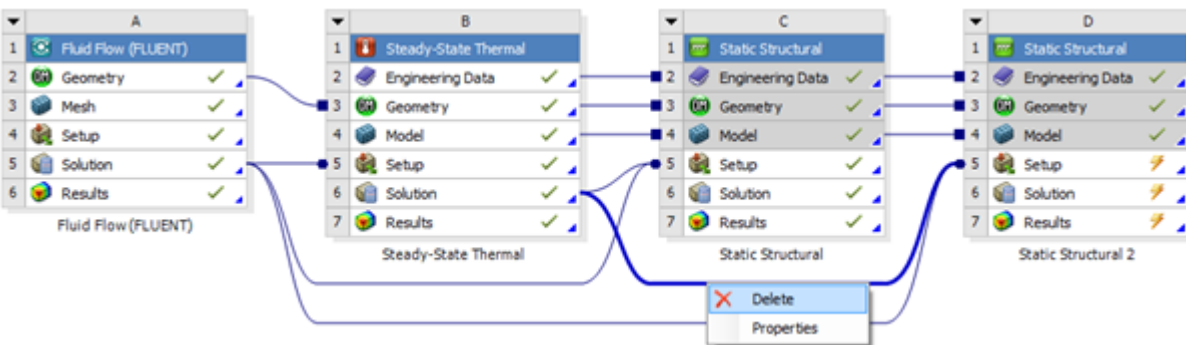 A
1 Fluid Flow (FLUENT)
2 Geometry
3 Mesh
4 Setup
5 Solution
6 Results
Fluid Flow (FLUENT)
B
1 Steady-State Thermal
2 Engineering Data
3 Geometry
4 Model
5 Setup
6 Solution
7 Results
Steady-State Thermal
C
1 Static Structural
2 Engineering Data
3 Geometry
4 Model
5 Setup
6 Solution
7 Results
Static Structural
D
1 Static Structural
2 Engineering Data
3 Geometry
4 Model
5 Setup
6 Solution
7 Results
Static Structural 2
Delete
Properties